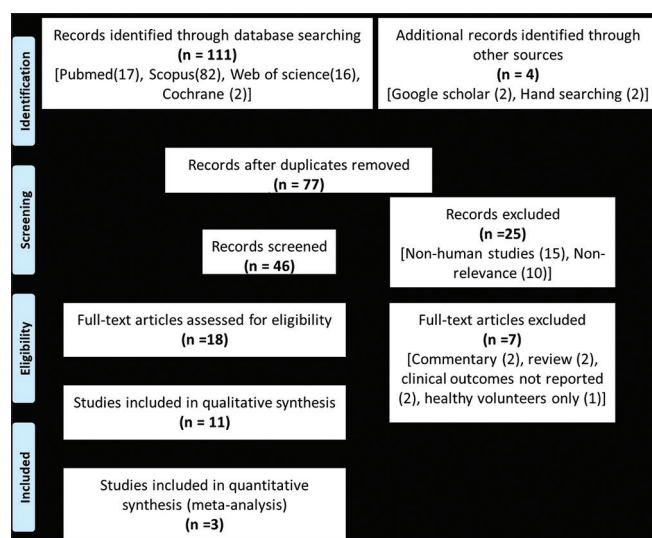 Identification
Records identified through database searching
(n = 111)
[Pubmed(17), Scopus(82), Web of science(16),
Cochrane (2)]
Additional records identified through
other sources
(n = 4)
[Google scholar (2), Hand searching (2)]
Screening
Records after duplicates removed
(n = 77)
Records screened
(n = 46)
Records excluded
(n =25)
[Non-human studies (15), Non-
relevance (10)]
Eligibility
Full-text articles assessed for eligibility
(n =18)
Full-text articles excluded
(n =7)
[Commentary (2), review (2),
clinical outcomes not reported
(2), healthy volunteers only (1)]
Studies included in qualitative synthesis
(n = 11)
Included
Studies included in quantitative
synthesis (meta-analysis)
(n =3)